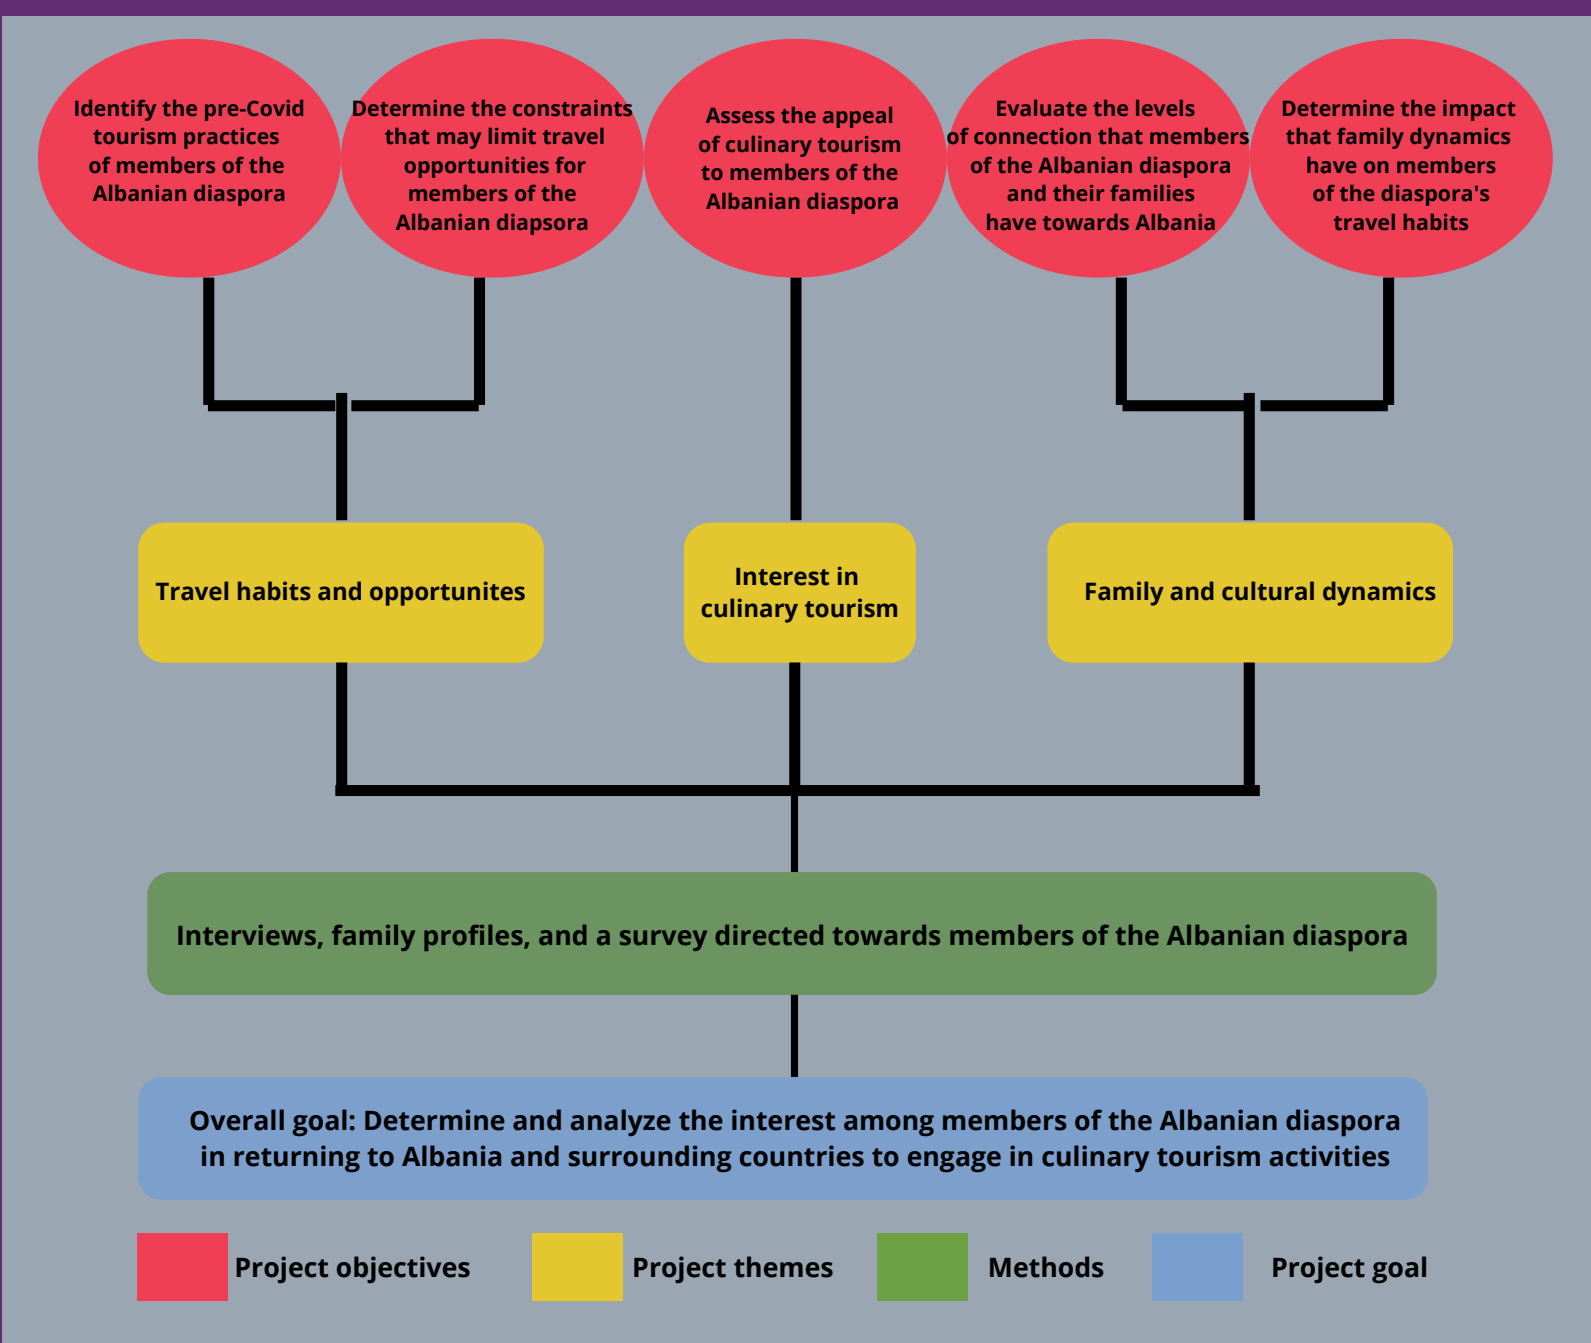 Identify the pre-Covid
tourism practices
of members of the
Albanian diaspora
Determine the constraints
that may limit travel
opportunities for
members of the
Albanian diapsora
Assess the appeal
of culinary tourism
to members of the
Albanian diaspora
Evaluate the levels
of connection that members
of the Albanian diaspora
and their families
have towards Albania
Determine the impact
that family dynamics
have on members
of the diaspora's
travel habits
Travel habits and opportunites
Interest in
culinary tourism
Family and cultural dynamics
Interviews, family profiles, and a survey directed towards members of the Albanian diaspora
Overall goal: Determine and analyze the interest among members of the Albanian diaspora
in returning to Albania and surrounding countries to engage in culinary tourism activities
Project objectives
Project themes
Methods
Project goal